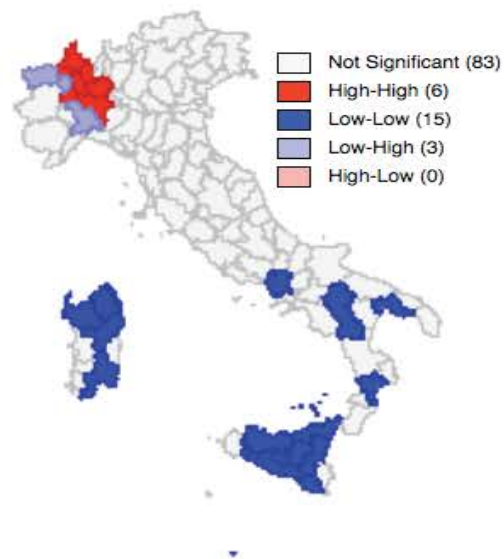 Not Significant (83)
High-High (6)
Low-Low (15)
Low-High (3)
High-Low (0)